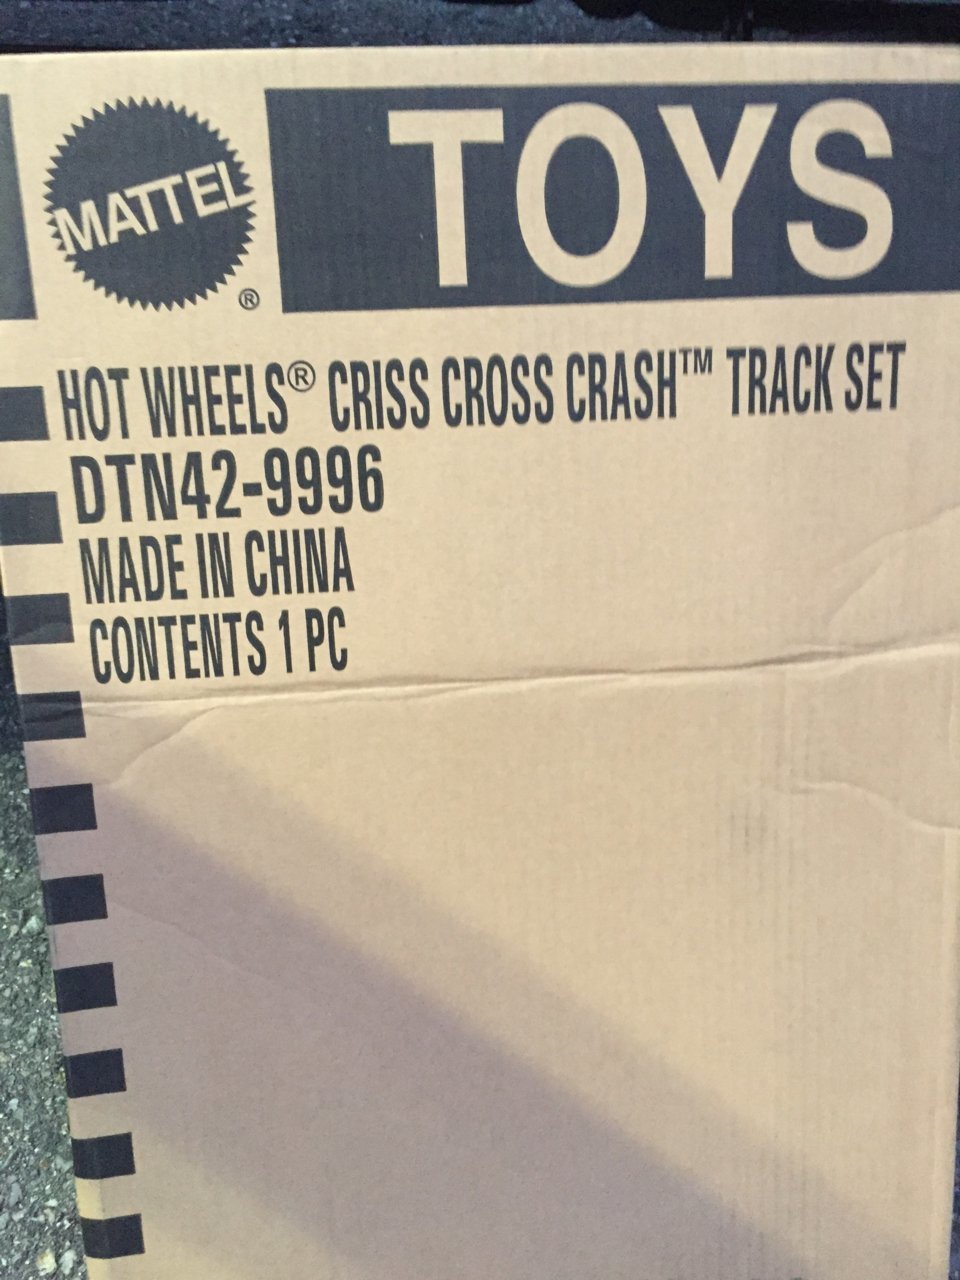 MATTEL ®
TOYS
HOT WHEELS® CRISS CROSS CRASH™ TRACK SET
DTN42-9996
MADE IN CHINA
CONTENTS 1 PC